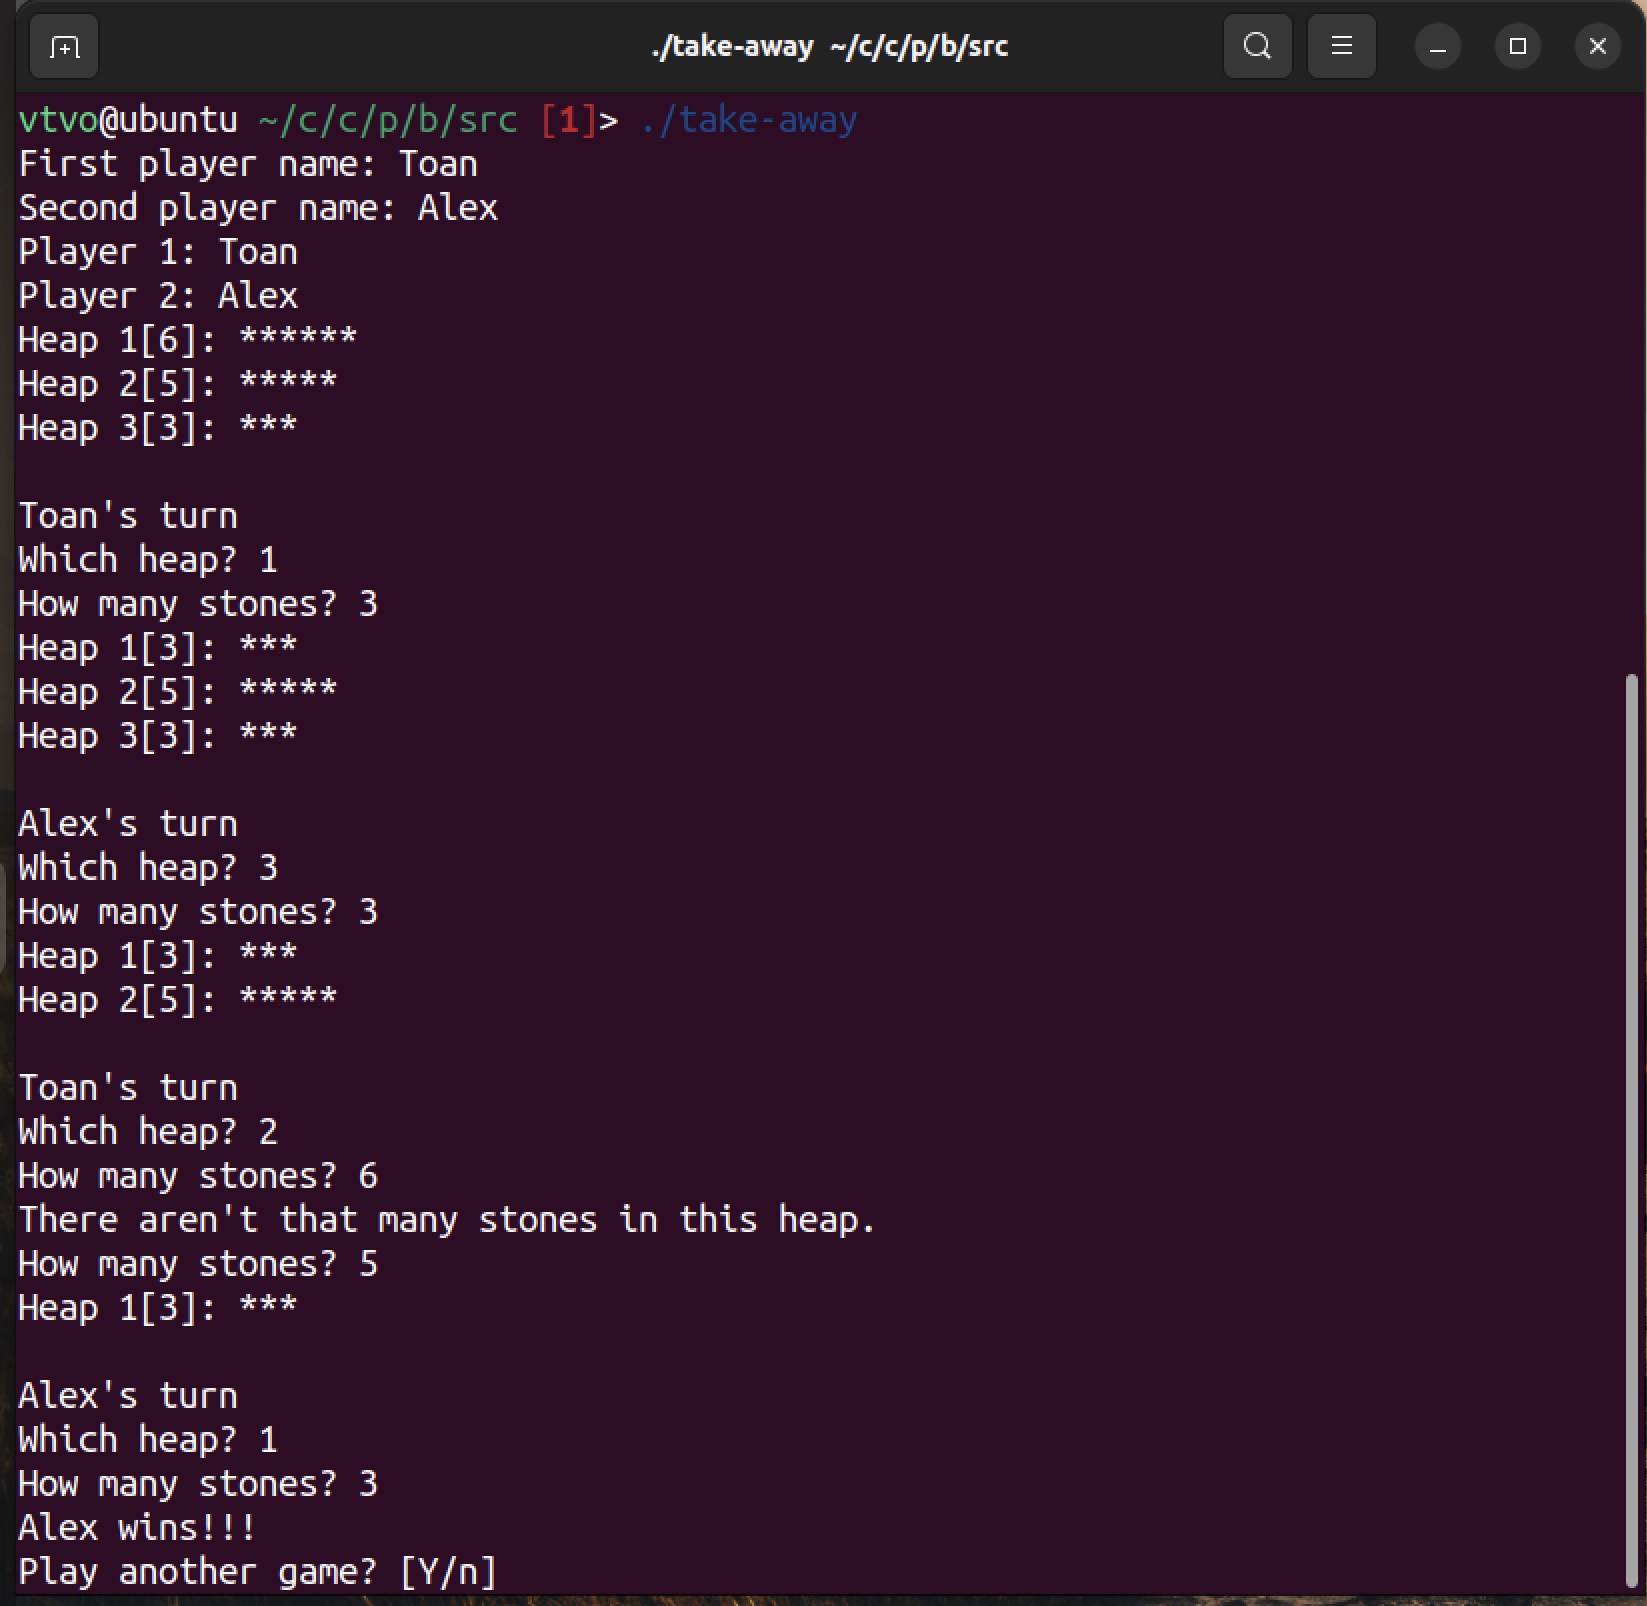 ./take-away ~/c/c/p/b/src
vtvo@ubuntu ~/c/c/p/b/src [1]> ./take-away
First player name: Toan
Second player name: Alex
Player 1: Toan
Player 2: Alex
Heap 1[6]: ******
Heap 2[5]: *****
Heap 3[3]: ***
Toan's turn
Which heap? 1
How many stones? 3
Heap 1[3]: ***
Heap 2[5]: *****
Heap 3[3]: ***
Alex's turn
Which heap? 3
How many stones? 3
Heap 1[3]: ***
Heap 2[5]: *****
Toan's turn
Which heap? 2
How many stones? 6
There aren't that many stones in this heap.
How many stones? 5
Heap 1[3]: ***
Alex's turn
Which heap? 1
How many stones? 3
Alex wins!!!
Play another game? [Y/n]